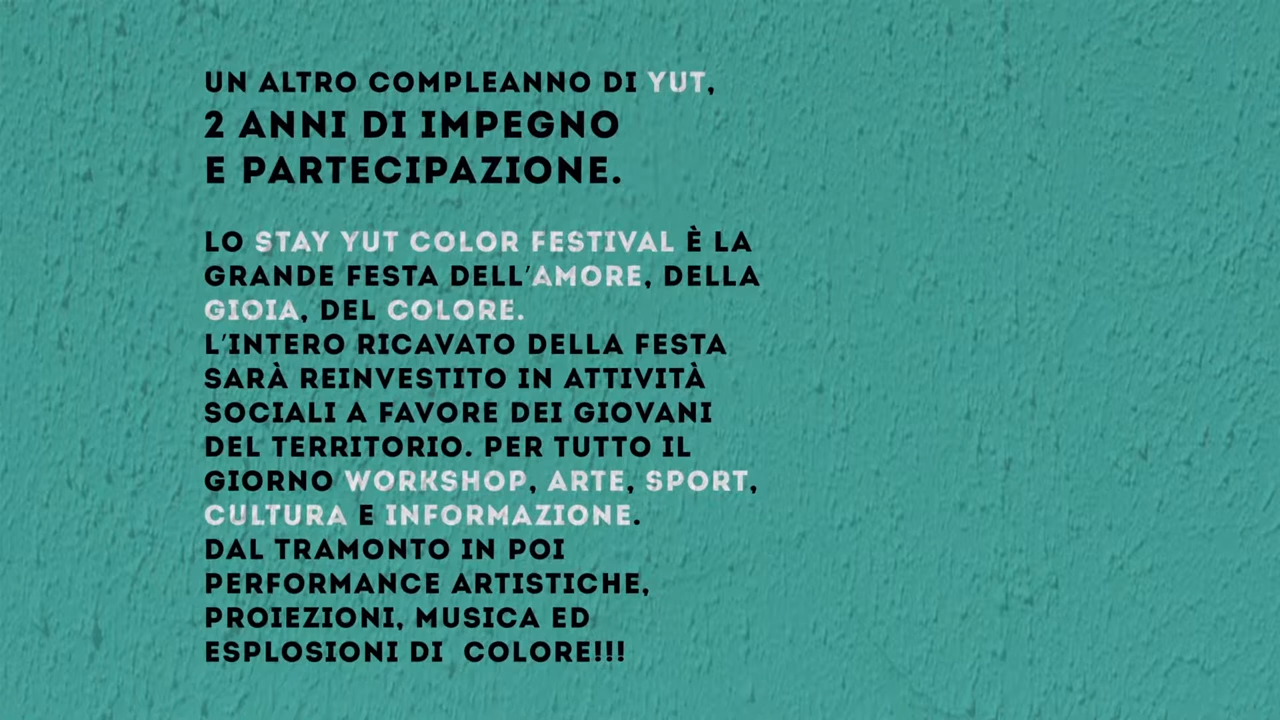 UN ALTRO COMPLEANNO DI YUT,
2 ANNI DI IMPEGNO
E PARTECIPAZIONE.
LO STAY YUT COLOR FESTIVAL È LA
GRANDE FESTA DELL'AMORE, DELLA
GIOIA, DEL COLORE.
L'INTERO RICAVATO DELLA FESTA
SARÀ REINVESTITO IN ATTIVITÀ
SOCIALI A FAVORE DEI GIOVANI
DEL TERRITORIO. PER TUTTO IL
GIORNO WORKSHOP, ARTE, SPORT,
CULTURA E INFORMAZIONE.
DAL TRAMONTO IN POI
PERFORMANCE ARTISTICHE,
PROIEZIONI, MUSICA ED
ESPLOSIONI DI  COLORE!!!